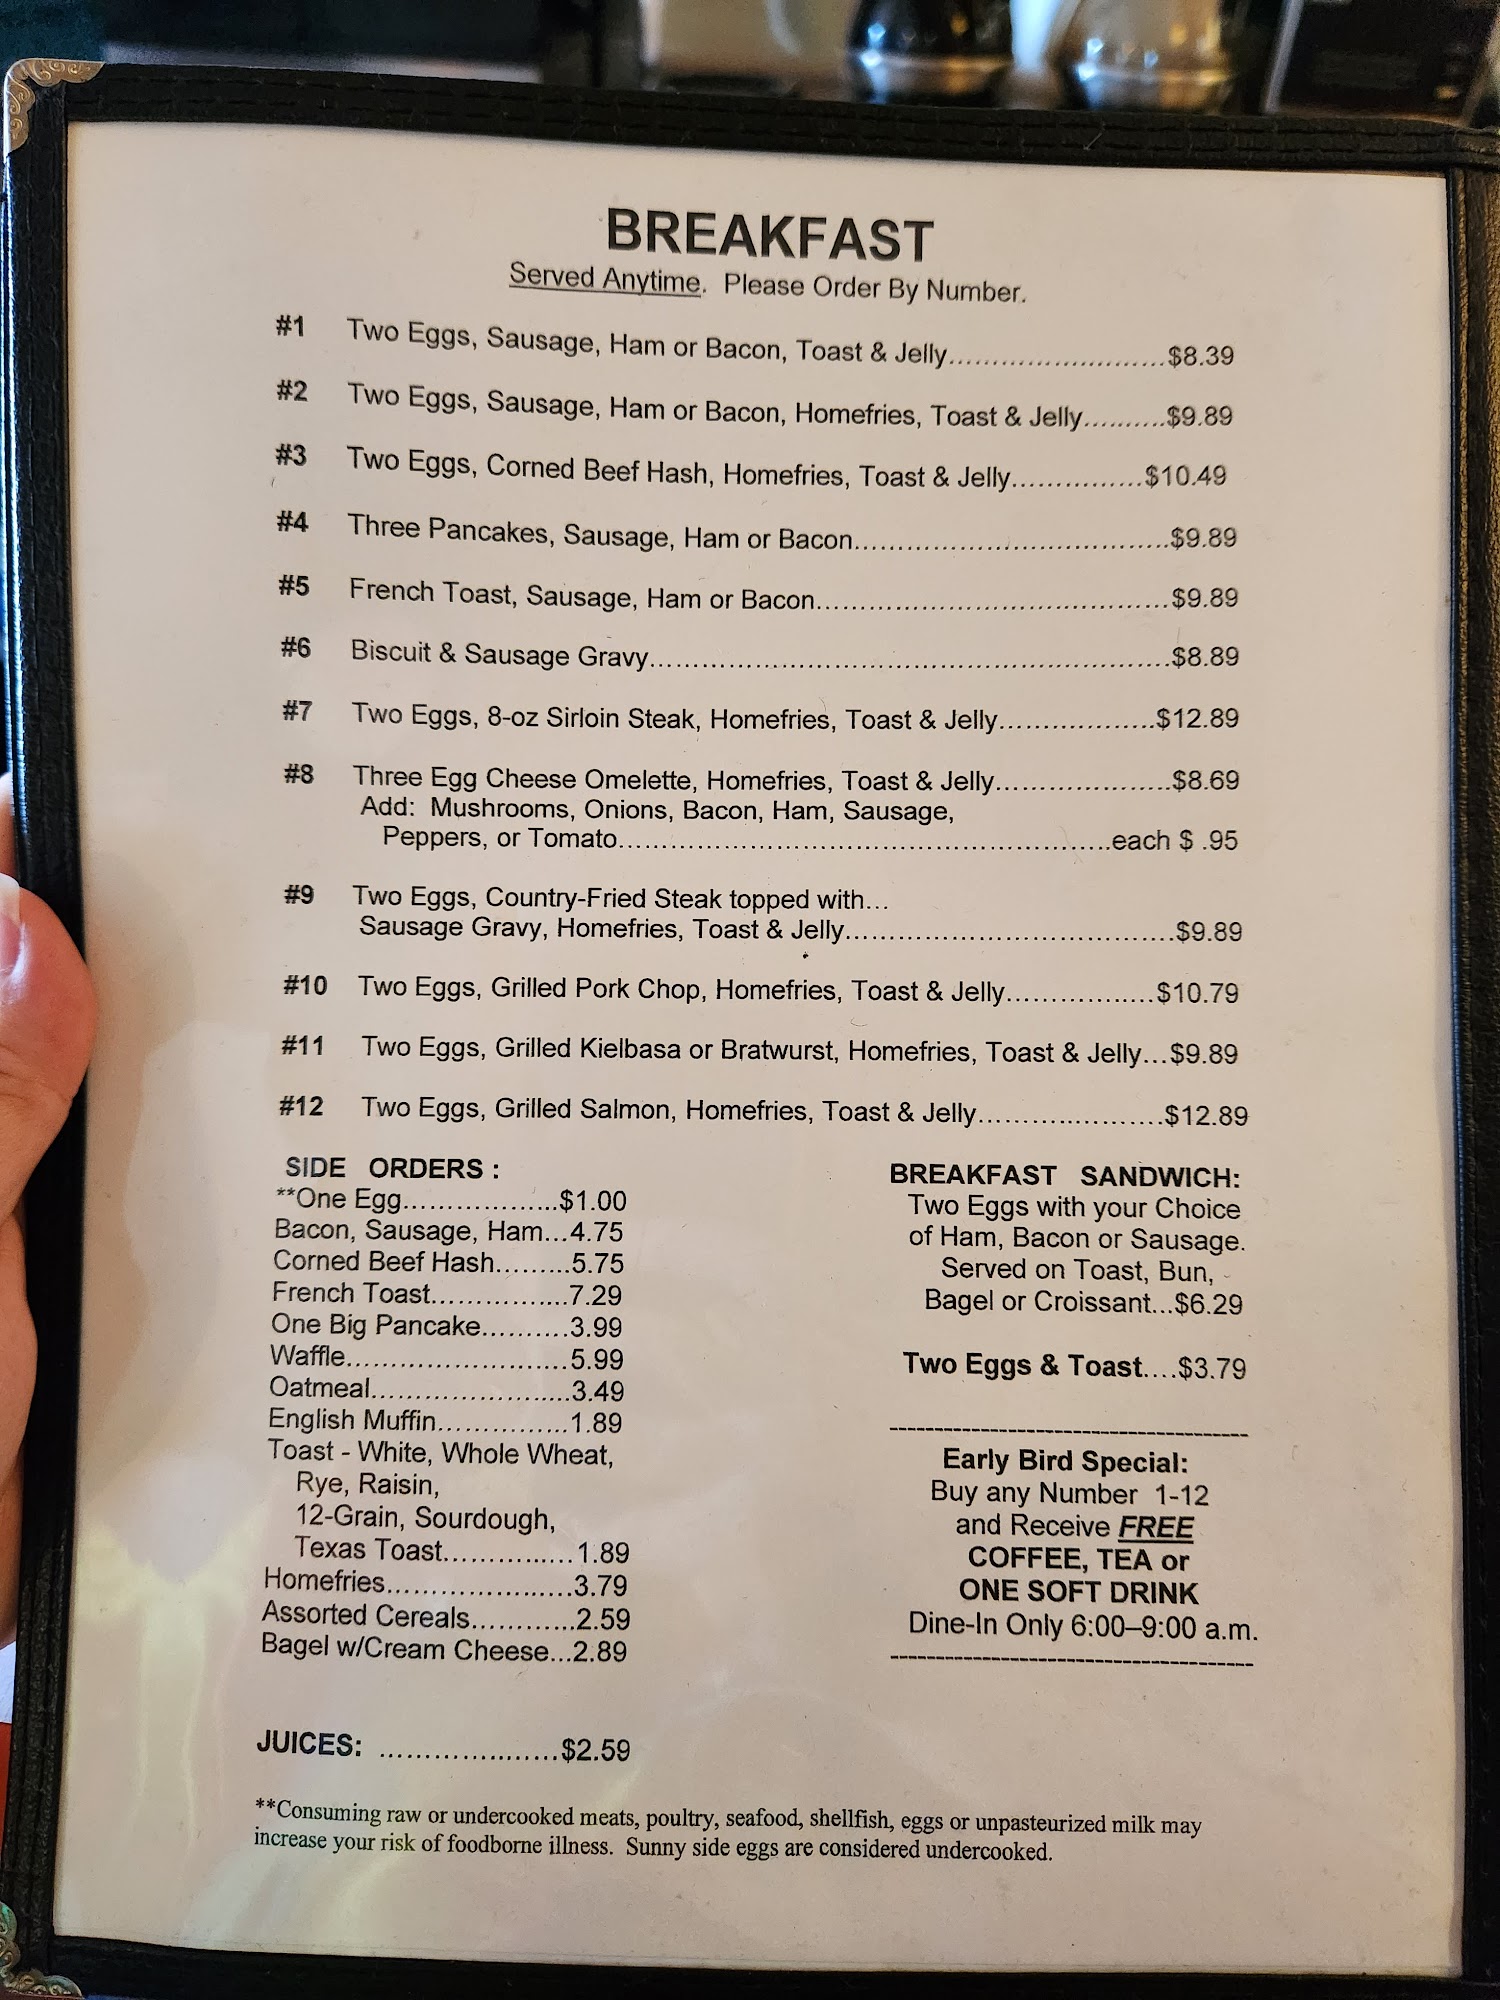 BREAKFAST
Served Anytime. Please Order By Number.
#1 Two Eggs, Sausage, Ham or Bacon, Toast & Jelly.........................$8.39
#2 Two Eggs, Sausage, Ham or Bacon, Homefries, Toast & Jelly..........$9.89
#3 Two Eggs, Corned Beef Hash, Homefries, Toast & Jelly...............$10.49
#4 Three Pancakes, Sausage, Ham or Bacon....................................$9.89
#5 French Toast, Sausage, Ham or Bacon........................................$9.89
#6 Biscuit & Sausage Gravy...........................................................$8.89
#7 Two Eggs, 8-oz Sirloin Steak, Homefries, Toast & Jelly..................$12.89
#8 Three Egg Cheese Omelette, Homefries, Toast & Jelly....................$8.69
Add: Mushrooms, Onions, Bacon, Ham, Sausage,
Peppers, or Tomato........................................................each $ .95
#9 Two Eggs, Country-Fried Steak topped with...
Sausage Gravy, Homefries, Toast & Jelly.....................................$9.89
#10 Two Eggs, Grilled Pork Chop, Homefries, Toast & Jelly.................$10.79
#11 Two Eggs, Grilled Kielbasa or Bratwurst, Homefries, Toast & Jelly...$9.89
#12 Two Eggs, Grilled Salmon, Homefries, Toast & Jelly.....................$12.89
SIDE ORDERS :
**One Egg..................$1.00
Bacon, Sausage, Ham...4.75
Corned Beef Hash.........5.75
French Toast................7.29
One Big Pancake..........3.99
Waffle.........................5.99
Oatmeal.......................3.49
English Muffin...............1.89
Toast - White, Whole Wheat,
Rye, Raisin,
12-Grain, Sourdough,
Texas Toast...............1.89
Homefries.....................3.79
Assorted Cereals............2.59
Bagel w/Cream Cheese...2.89
JUICES: .....................$2.59
BREAKFAST SANDWICH:
Two Eggs with your Choice
of Ham, Bacon or Sausage.
Served on Toast, Bun,
Bagel or Croissant...$6.29
Two Eggs & Toast....$3.79
Early Bird Special:
Buy any Number 1-12
and Receive FREE
COFFEE, TEA or
ONE SOFT DRINK
Dine-In Only 6:00–9:00 a.m.
**Consuming raw or undercooked meats, poultry, seafood, shellfish, eggs or unpasteurized milk may
increase your risk of foodborne illness. Sunny side eggs are considered undercooked.